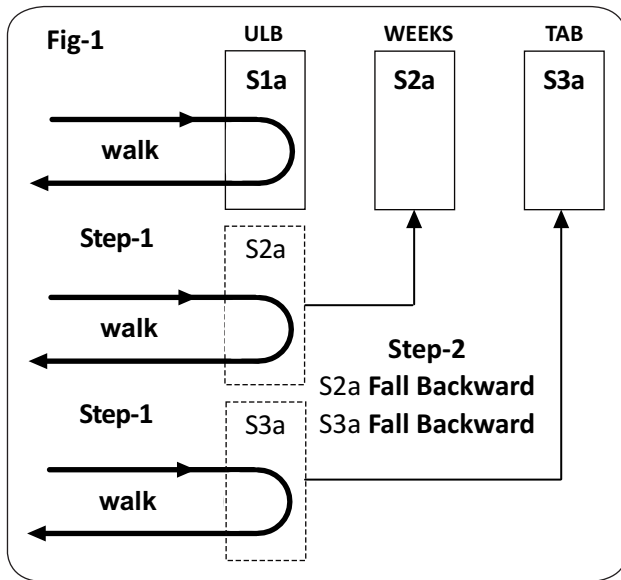 Fig-1
ULB WEEKS TAB
S1a S2a S3a
walk
Step-1
S2a
walk
Step-2
S2a Fall Backward
S3a Fall Backward
Step-1
S3a
walk